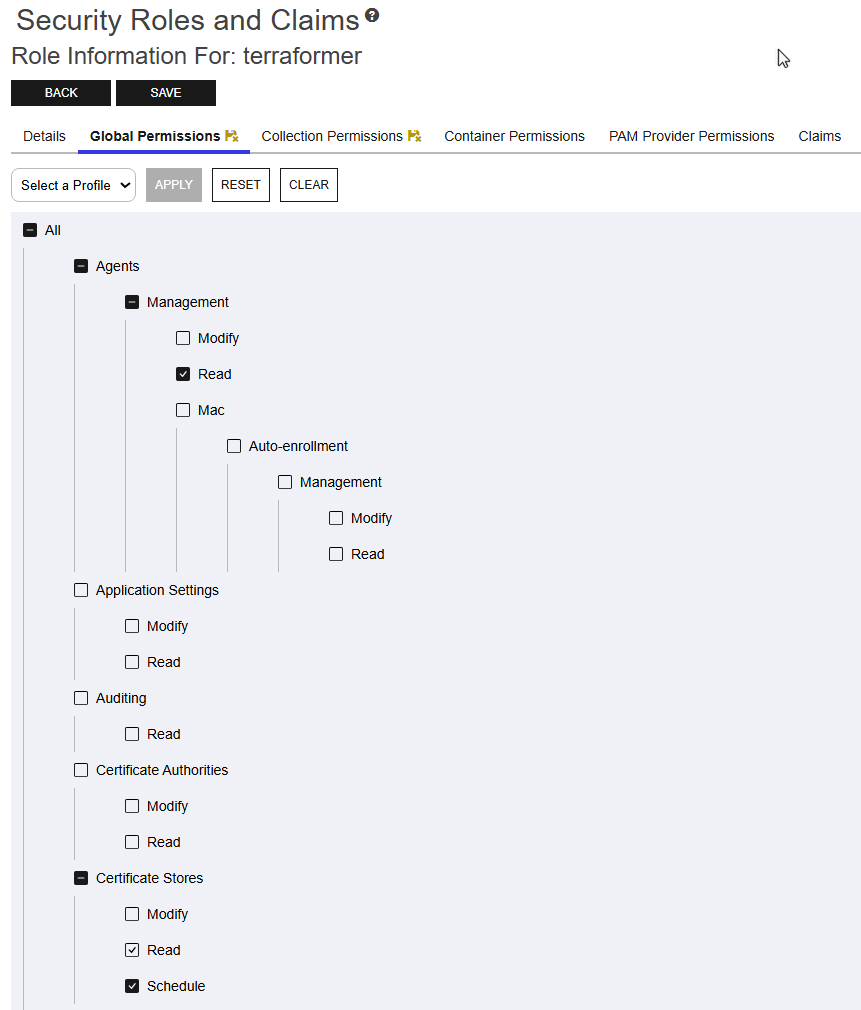 Security Roles and Claims
Role Information For: terraformer
BACK SAVE
Details Global Permissions Collection Permissions Container Permissions PAM Provider Permissions Claims
Select a Profile APPLY RESET CLEAR
All
Agents
Management
Modify
Read
Mac
Auto-enrollment
Management
Modify
Read
Application Settings
Modify
Read
Auditing
Read
Certificate Authorities
Modify
Read
Certificate Stores
Modify
Read
Schedule